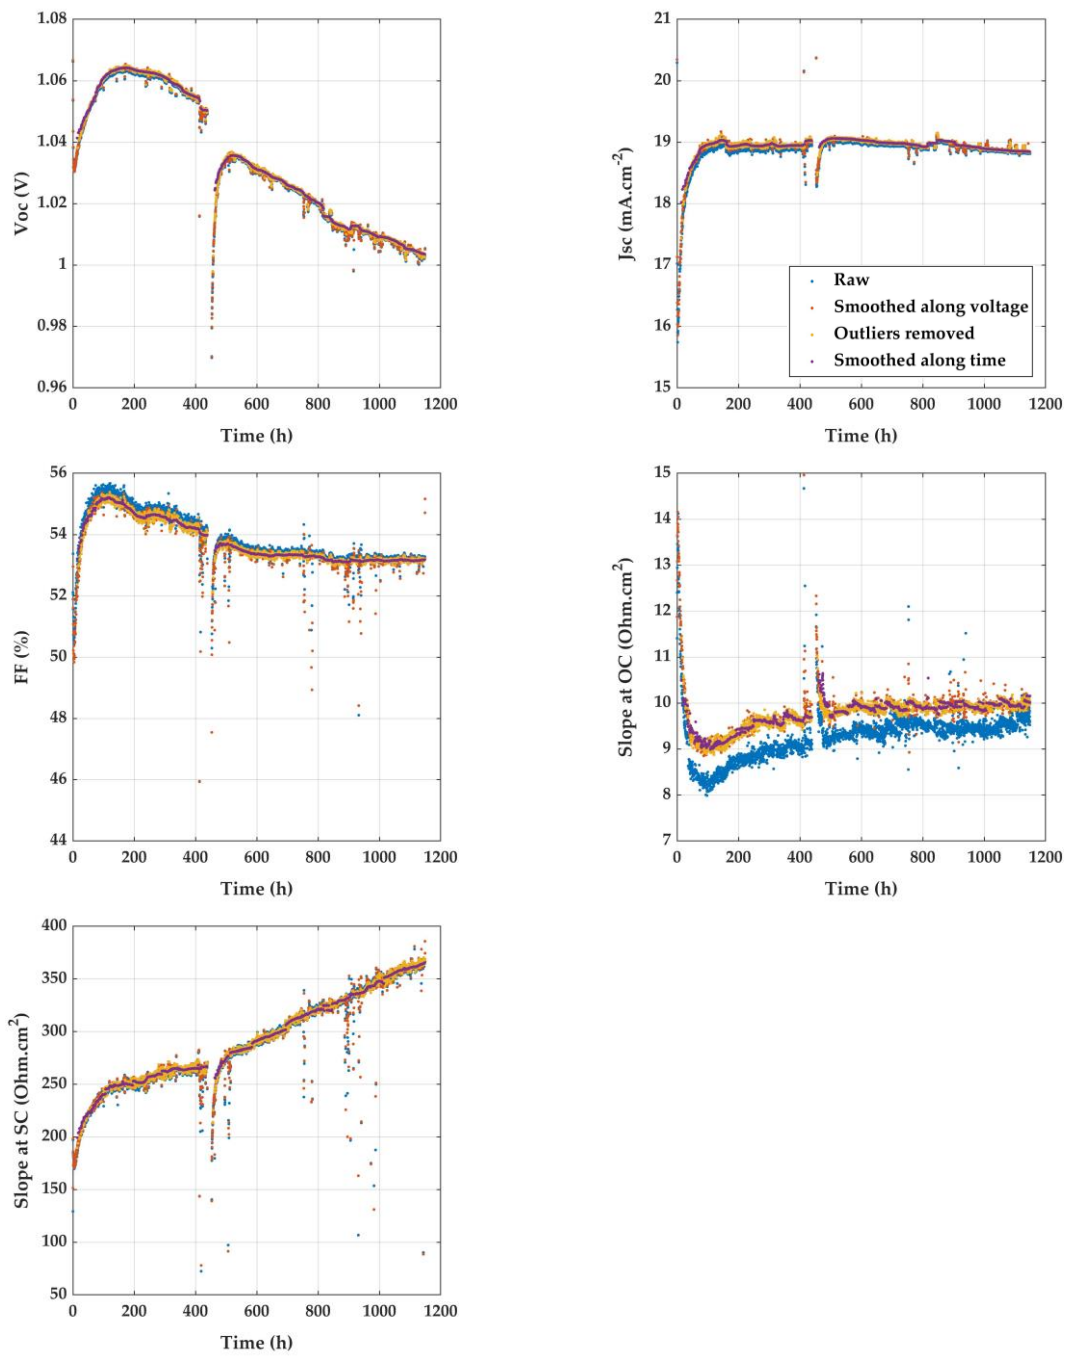 1.08
1.06
1.04
1.02
1
0.98
0.96
Voc (V)
0 200 400 600 800 1000 1200
Time (h)
21
20
19
18
17
16
15
Jsc (mA.cm-2)
Raw
Smoothed along voltage
Outliers removed
Smoothed along time
0 200 400 600 800 1000 1200
Time (h)
56
54
52
50
48
46
44
FF (%)
0 200 400 600 800 1000 1200
Time (h)
15
14
13
12
11
10
9
8
7
Slope at OC (Ohm.cm2)
0 200 400 600 800 1000 1200
Time (h)
400
350
300
250
200
150
100
50
Slope at SC (Ohm.cm2)
0 200 400 600 800 1000 1200
Time (h)